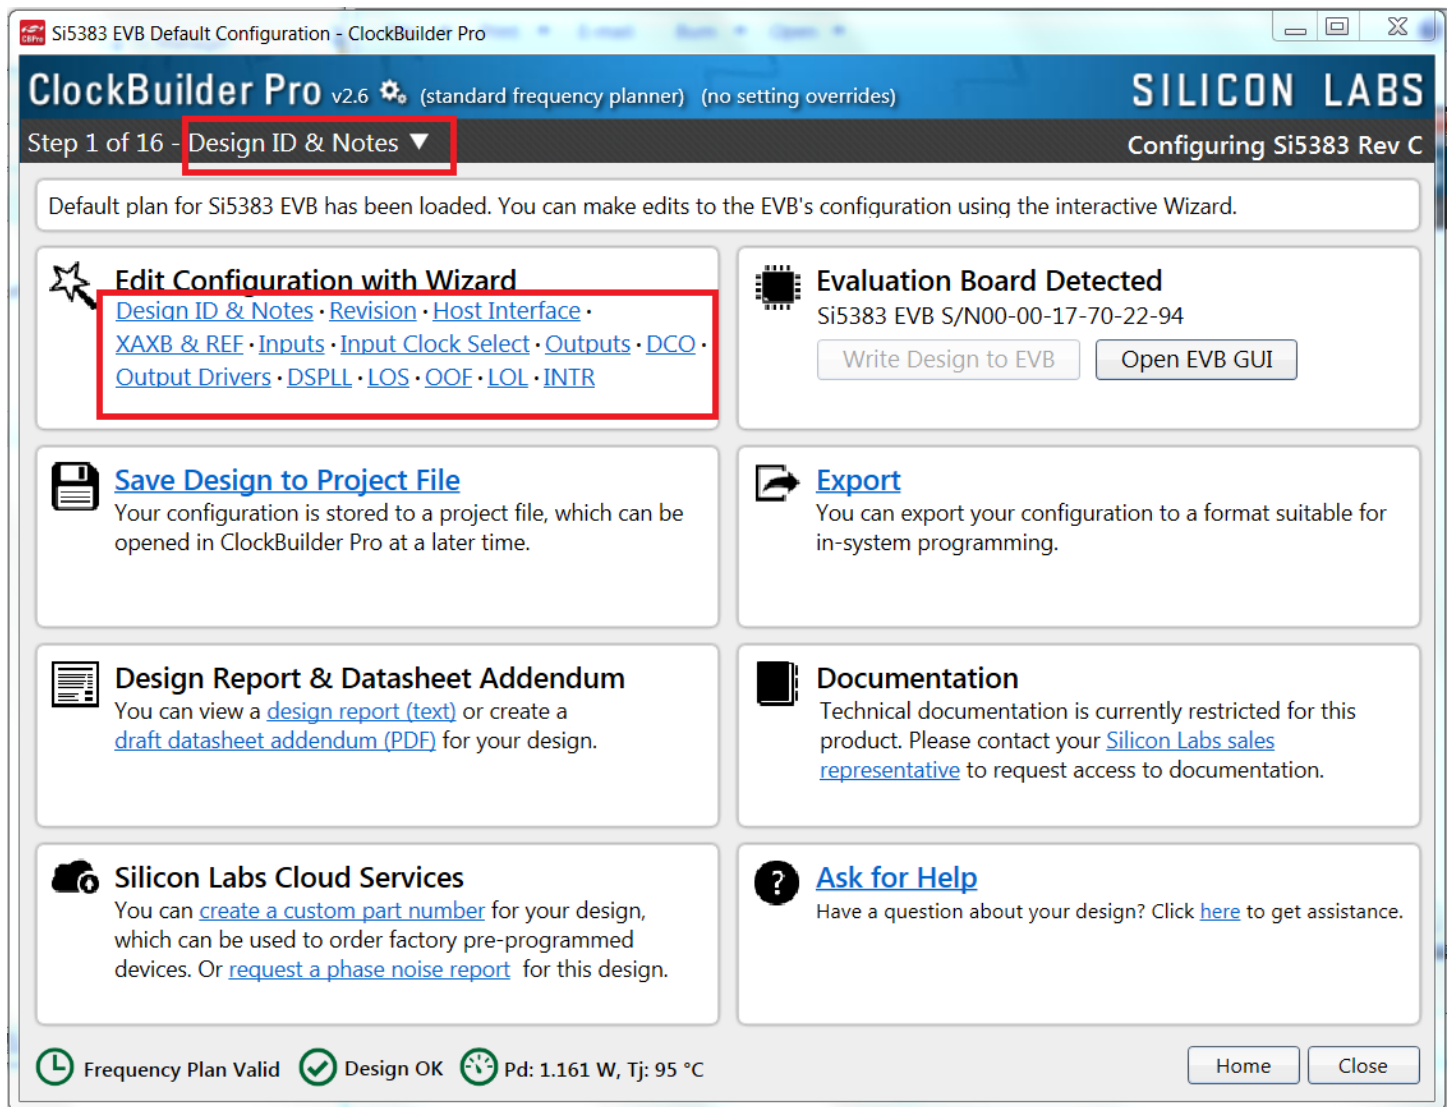 Si5383 EVB Default Configuration - ClockBuilder Pro
ClockBuilder Pro v2.6 (standard frequency planner) (no setting overrides)
SILICON LABS
Step 1 of 16 - Design ID & Notes ▼
Configuring Si5383 Rev C
Default plan for Si5383 EVB has been loaded. You can make edits to the EVB's configuration using the interactive Wizard.
Edit Configuration with Wizard
Design ID & Notes · Revision · Host Interface ·
XAXB & REF · Inputs · Input Clock Select · Outputs · DCO ·
Output Drivers · DSPLL · LOS · OOF · LOL · INTR
Evaluation Board Detected
Si5383 EVB S/N00-00-17-70-22-94
Write Design to EVB
Open EVB GUI
Save Design to Project File
Your configuration is stored to a project file, which can be
opened in ClockBuilder Pro at a later time.
Export
You can export your configuration to a format suitable for
in-system programming.
Design Report & Datasheet Addendum
You can view a design report (text) or create a
draft datasheet addendum (PDF) for your design.
Documentation
Technical documentation is currently restricted for this
product. Please contact your Silicon Labs sales
representative to request access to documentation.
Silicon Labs Cloud Services
You can create a custom part number for your design,
which can be used to order factory pre-programmed
devices. Or request a phase noise report for this design.
Ask for Help
Have a question about your design? Click here to get assistance.
Frequency Plan Valid
Design OK
Pd: 1.161 W, Tj: 95 °C
Home
Close